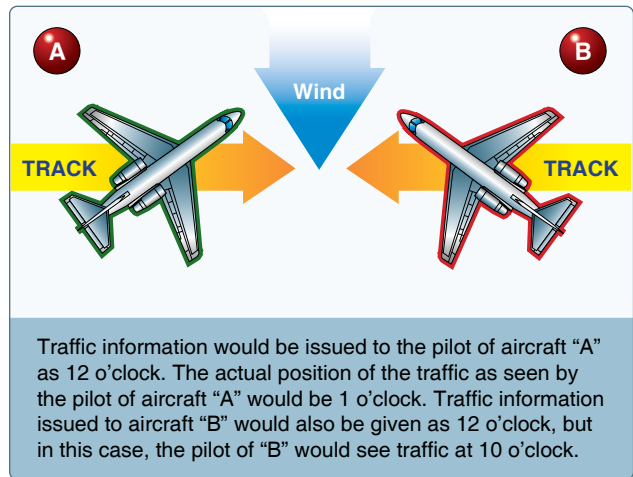 A
B
Wind
TRACK
TRACK
Traffic information would be issued to the pilot of aircraft “A”
as 12 o’clock. The actual position of the traffic as seen by
the pilot of aircraft “A” would be 1 o’clock. Traffic information
issued to aircraft “B” would also be given as 12 o’clock, but
in this case, the pilot of “B” would see traffic at 10 o’clock.